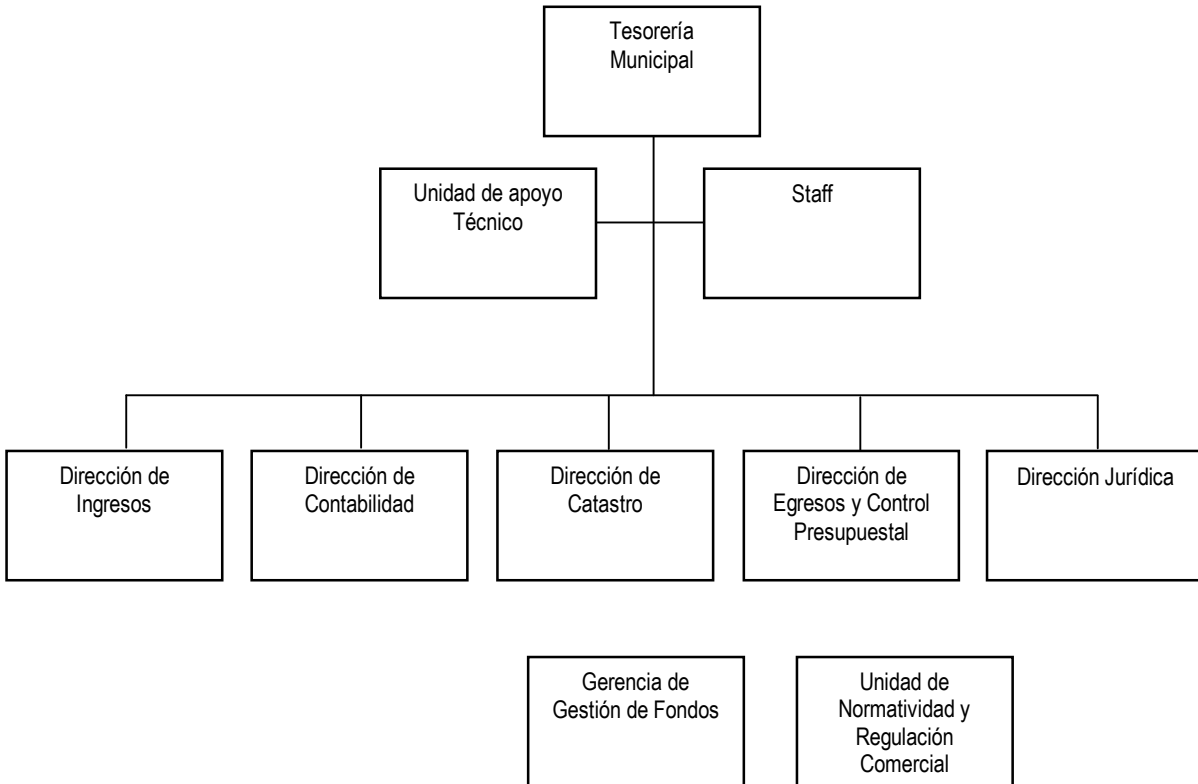 Tesorería
Municipal
Unidad de apoyo
Técnico
Staff
Dirección de
Ingresos
Dirección de
Contabilidad
Dirección de
Catastro
Dirección de
Egresos y Control
Presupuestal
Dirección Jurídica
Gerencia de
Gestión de Fondos
Unidad de
Normatividad y
Regulación
Comercial